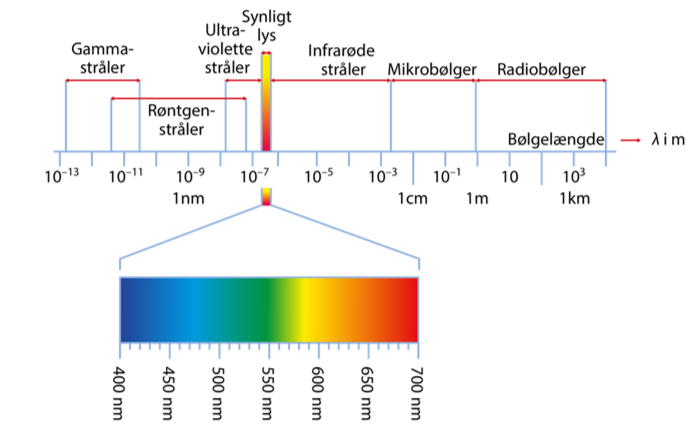 Gamma-
stråler
Røntgen-
stråler
Ultra-
violette
stråler
Synligt
lys
Infrarøde
stråler
Mikrobølger
Radiobølger
Bølgelængde → λ i m
10⁻¹³ 10⁻¹¹ 10⁻⁹ 10⁻⁷ 10⁻⁵ 10⁻³ 10⁻¹ 10 10³
1nm 1cm 1m 1km
400 nm
450 nm
500 nm
550 nm
600 nm
650 nm
700 nm